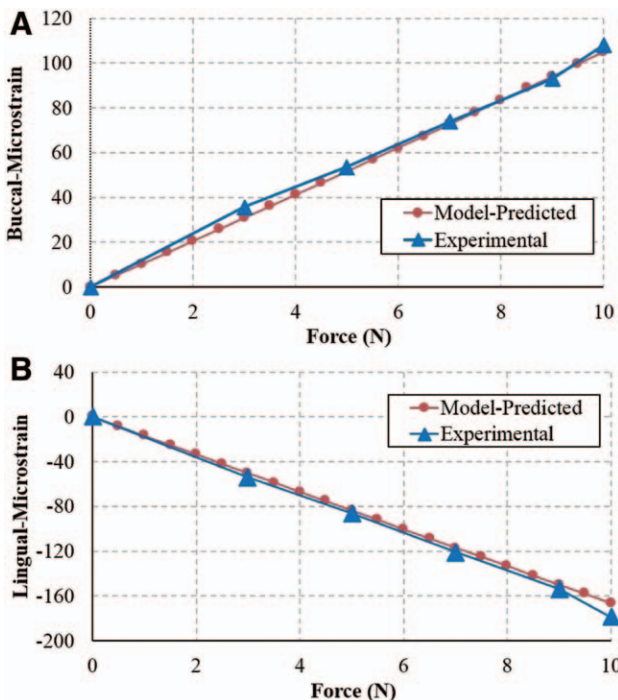 A
120
100
80
60
40
20
0
Buccal-Microstrain
Model-Predicted
Experimental
0 2 4 6 8 10
Force (N)
B
40
0
-40
-80
-120
-160
-200
Lingual-Microstrain
Model-Predicted
Experimental
0 2 4 6 8 10
Force (N)